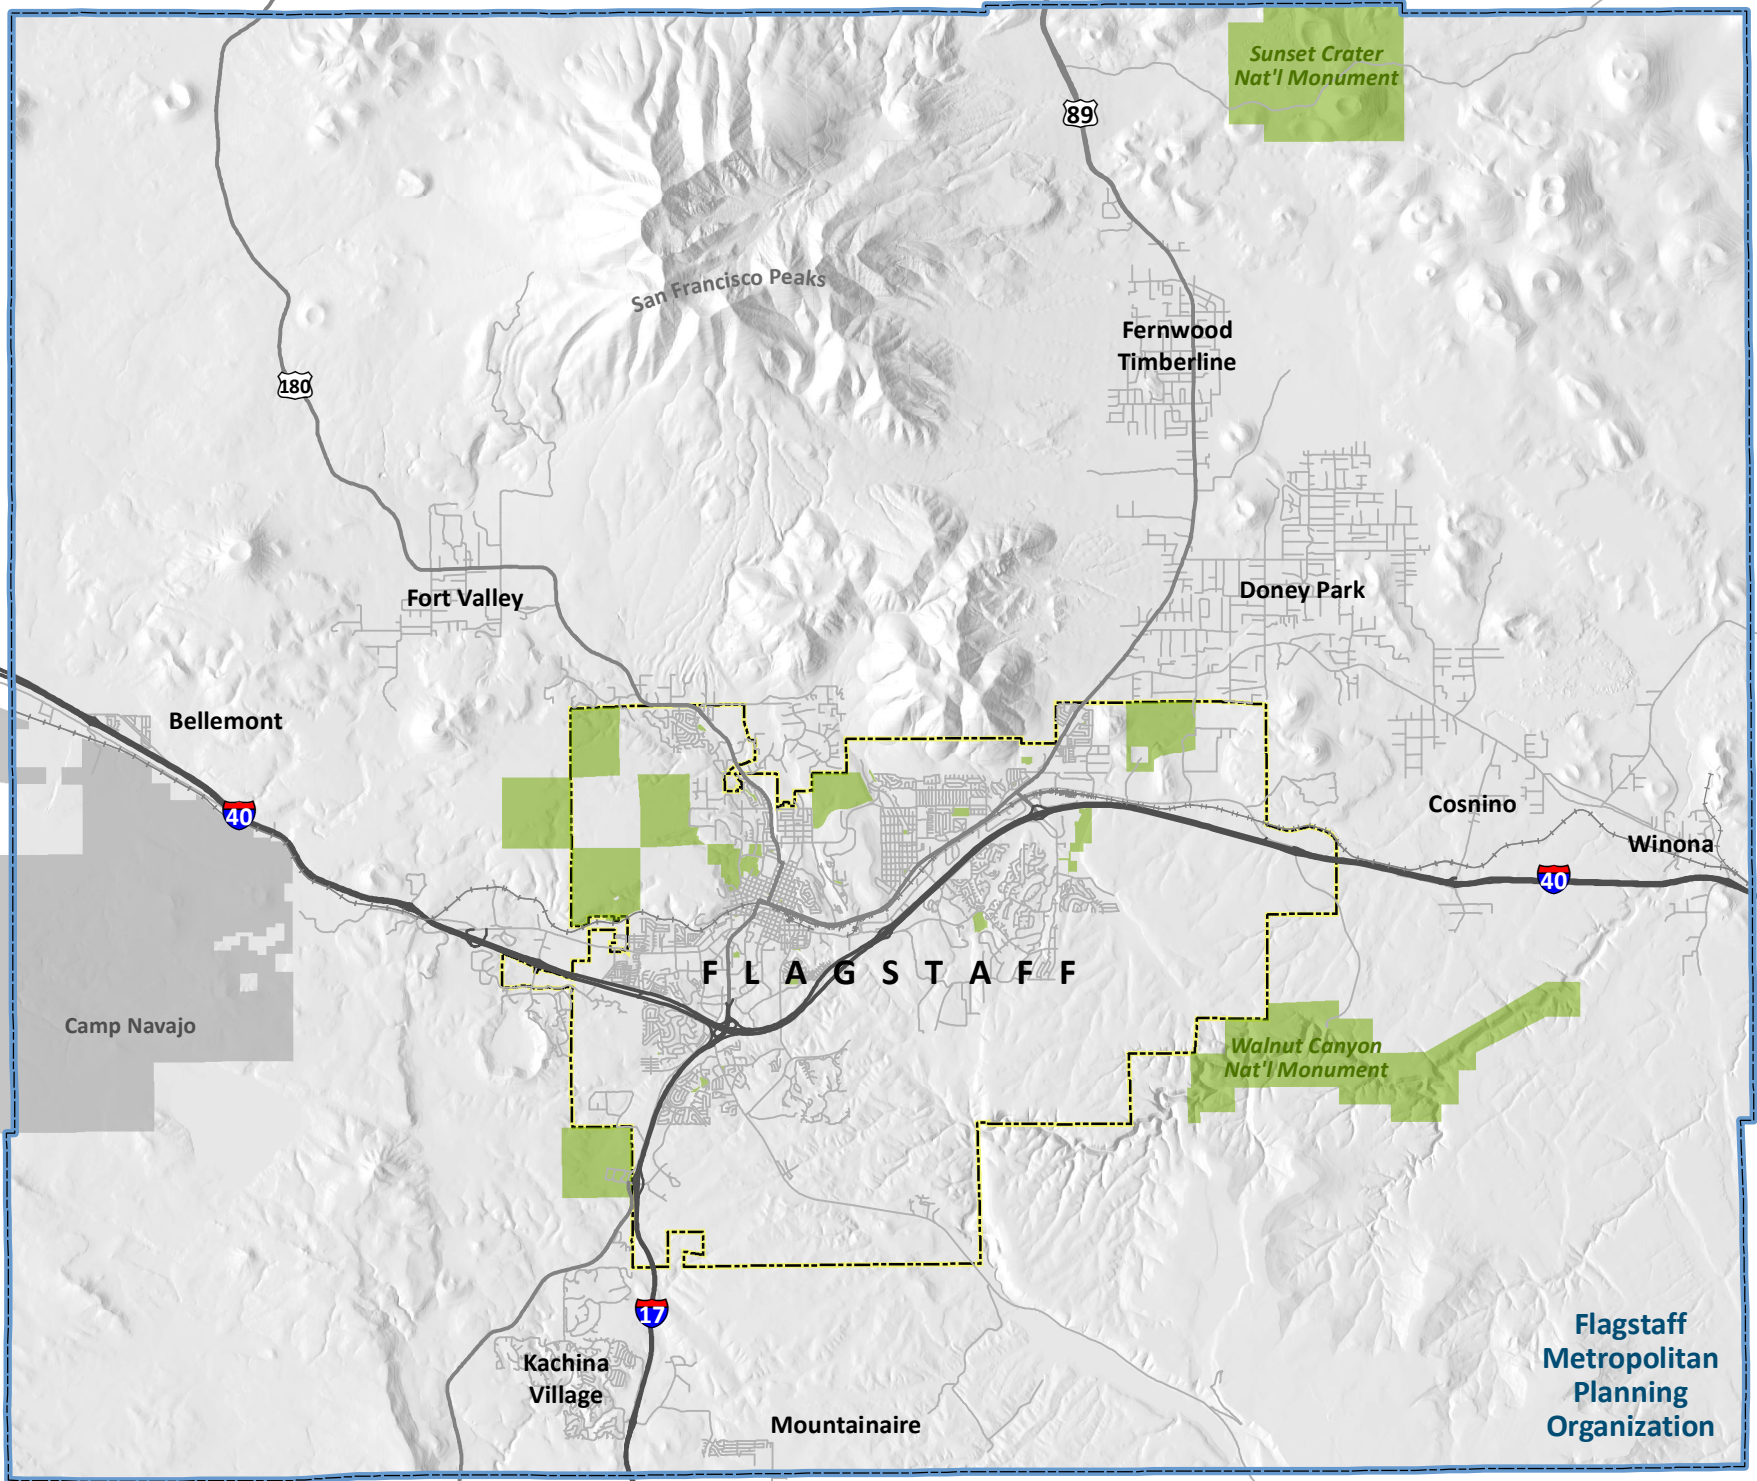 Sunset Crater
Nat'l Monument
89
San Francisco Peaks
Fernwood
Timberline
180
Fort Valley
Doney Park
Bellemont
40
Cosnino
Winona
40
FLAGSTAFF
Camp Navajo
Walnut Canyon
Nat'l Monument
17
Kachina
Village
Mountainaire
Flagstaff
Metropolitan
Planning
Organization